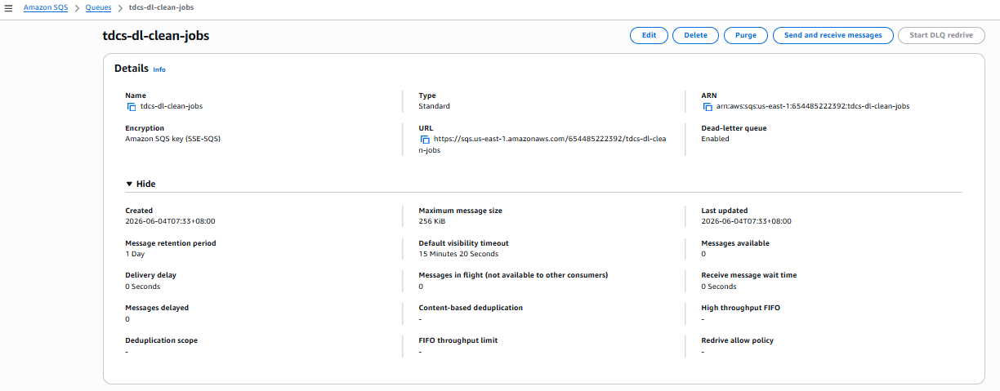 Amazon SQS > Queues > tdcs-dl-clean-jobs
tdcs-dl-clean-jobs
Edit
Delete
Purge
Send and receive messages
Start DLQ redrive
Details Info
Name
tdcs-dl-clean-jobs
Type
Standard
ARN
arn:aws:sqs:us-east-1:654485222392:tdcs-dl-clean-jobs
Encryption
Amazon SQS key (SSE-SQS)
URL
https://sqs.us-east-1.amazonaws.com/654485222392/tdcs-dl-clea
n-jobs
Dead-letter queue
Enabled
Hide
Created
2026-06-04T07:33+08:00
Maximum message size
256 KiB
Last updated
2026-06-04T07:33+08:00
Message retention period
1 Day
Default visibility timeout
15 Minutes 20 Seconds
Messages available
0
Delivery delay
0 Seconds
Messages in flight (not available to other consumers)
0
Receive message wait time
0 Seconds
Messages delayed
0
Content-based deduplication
-
High throughput FIFO
-
Deduplication scope
-
FIFO throughput limit
-
Redrive allow policy
-